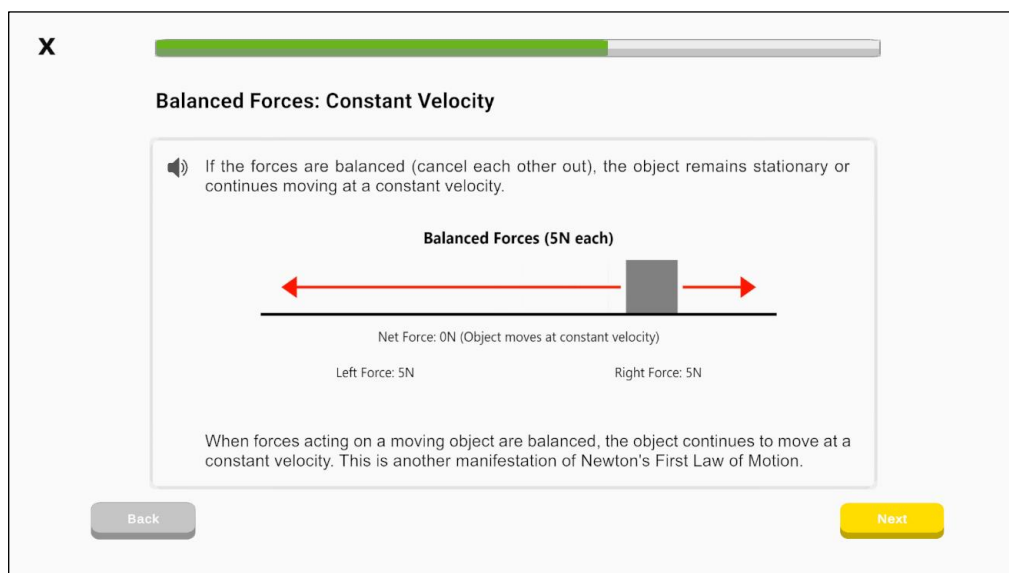 X
Balanced Forces: Constant Velocity
If the forces are balanced (cancel each other out), the object remains stationary or
continues moving at a constant velocity.
Balanced Forces (5N each)
Net Force: 0N (Object moves at constant velocity)
Left Force: 5N Right Force: 5N
When forces acting on a moving object are balanced, the object continues to move at a
constant velocity. This is another manifestation of Newton's First Law of Motion.
Back Next